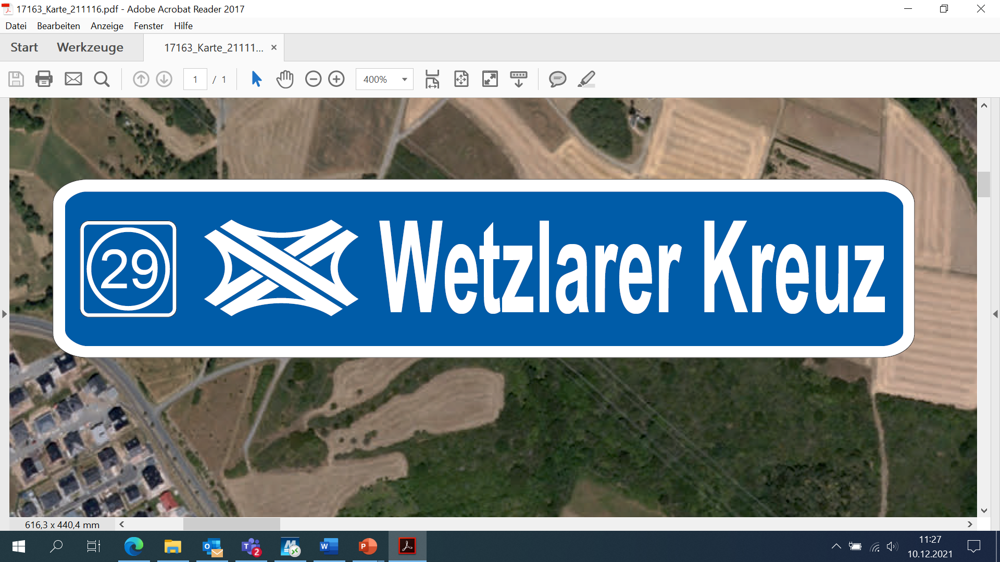 17163_Karte_211116.pdf - Adobe Acrobat Reader 2017
Datei Bearbeiten Anzeige Fenster Hilfe
Start Werkzeuge 17163_Karte_21111... ×
1 / 1 400%
29 Wetzlarer Kreuz
616,3 x 440,4 mm
11:27
10.12.2021
2